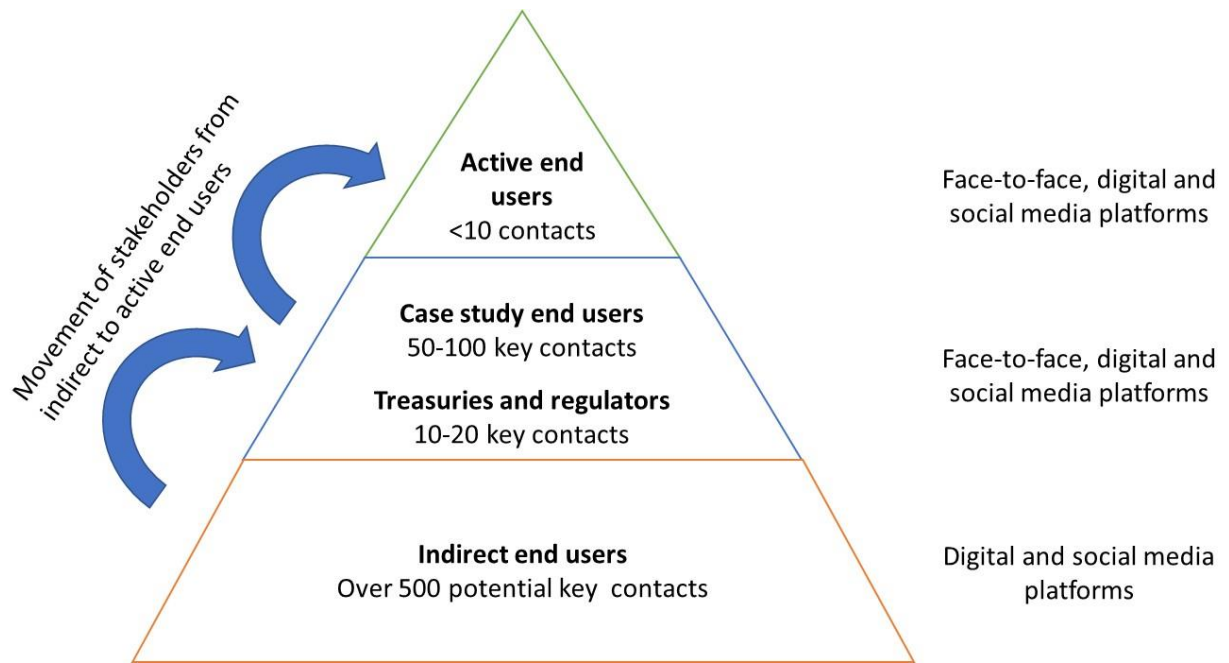 Movement of stakeholders from
indirect to active end users
Active end
users
<10 contacts
Face-to-face, digital and
social media platforms
Case study end users
50-100 key contacts
Treasuries and regulators
10-20 key contacts
Face-to-face, digital and
social media platforms
Indirect end users
Over 500 potential key contacts
Digital and social media
platforms